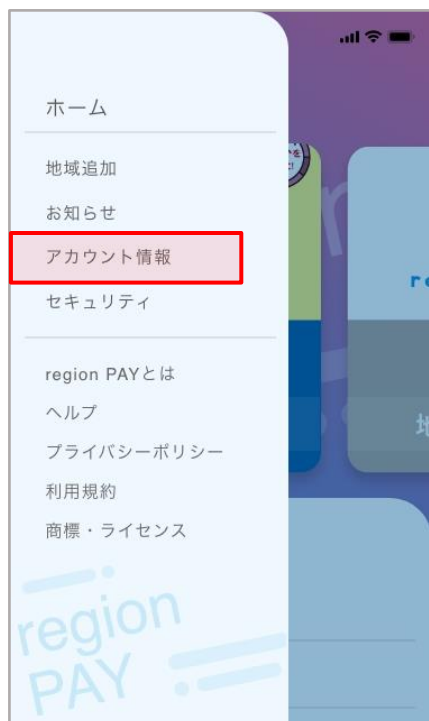 ホーム
地域追加
お知らせ
アカウント情報
セキュリティ
region PAYとは
ヘルプ
プライバシーポリシー
利用規約
商標・ライセンス
region
PAY
re
地